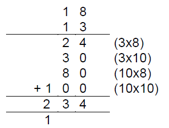 1 8
1 3
2 4 (3x8)
3 0 (3x10)
8 0 (10x8)
+ 1 0 0 (10x10)
2 3 4
1